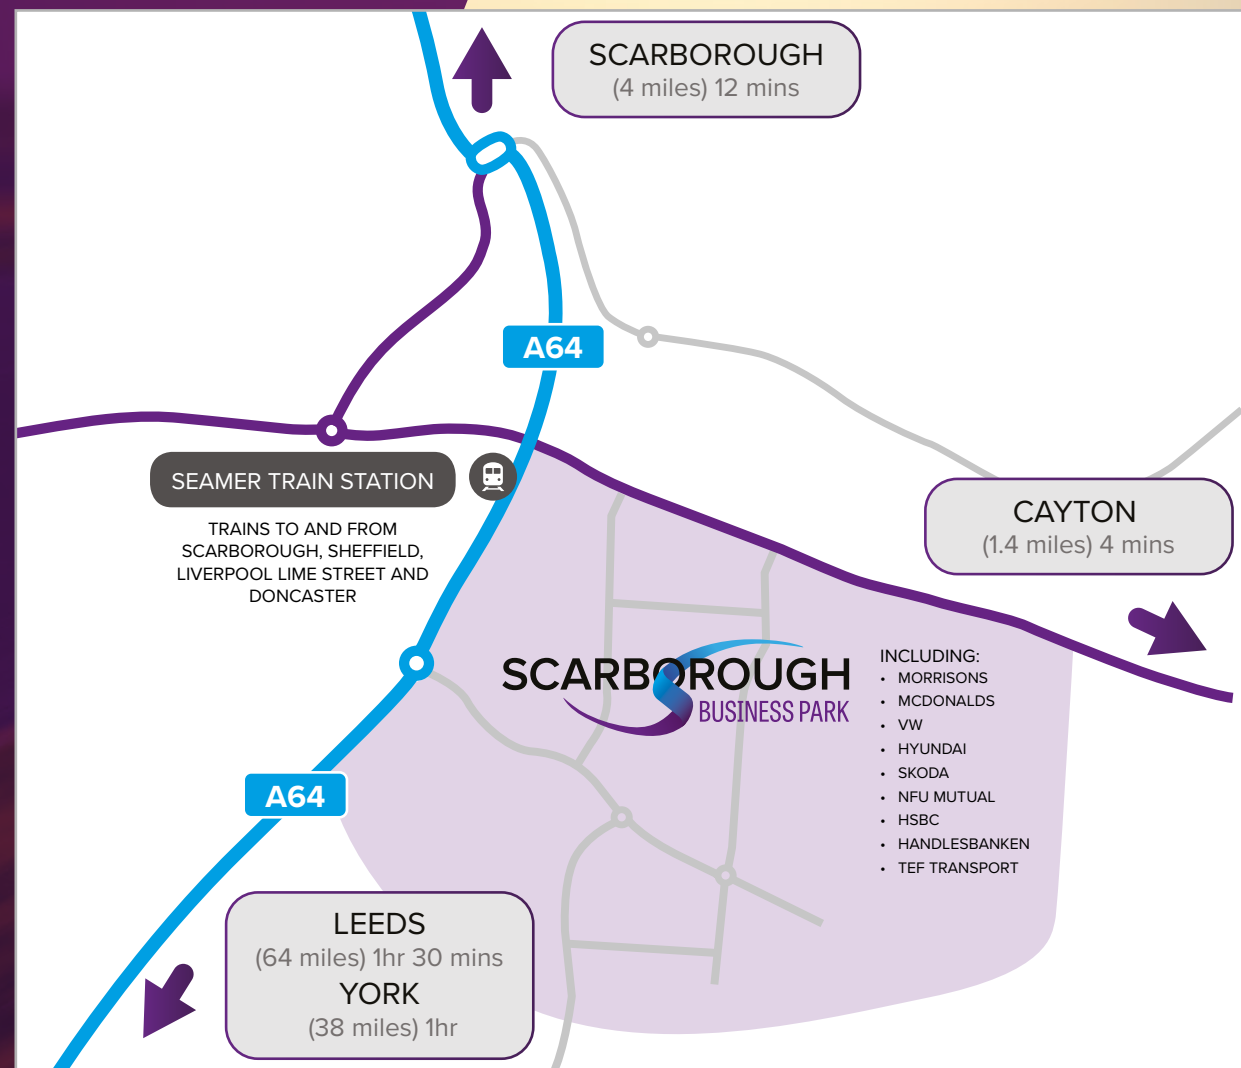 SCARBOROUGH
(4 miles) 12 mins
A64
SEAMER TRAIN STATION
TRAINS TO AND FROM
SCARBOROUGH, SHEFFIELD,
LIVERPOOL LIME STREET AND
DONCASTER
CAYTON
(1.4 miles) 4 mins
SCARBOROUGH
BUSINESS PARK
INCLUDING:
• MORRISONS
• MCDONALDS
• VW
• HYUNDAI
• SKODA
• NFU MUTUAL
• HSBC
• HANDLESBANKEN
• TEF TRANSPORT
A64
LEEDS
(64 miles) 1hr 30 mins
YORK
(38 miles) 1hr